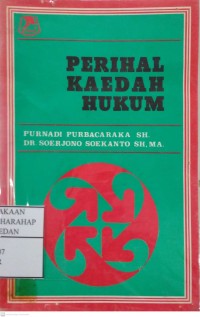 PERIHAL
KAEDAH
HUKUM
PURNADI PURBACARAKA SH.
DR SOERJONO SOEKANTO SH, MA.
AKAAN
HARAHAP
EDAN